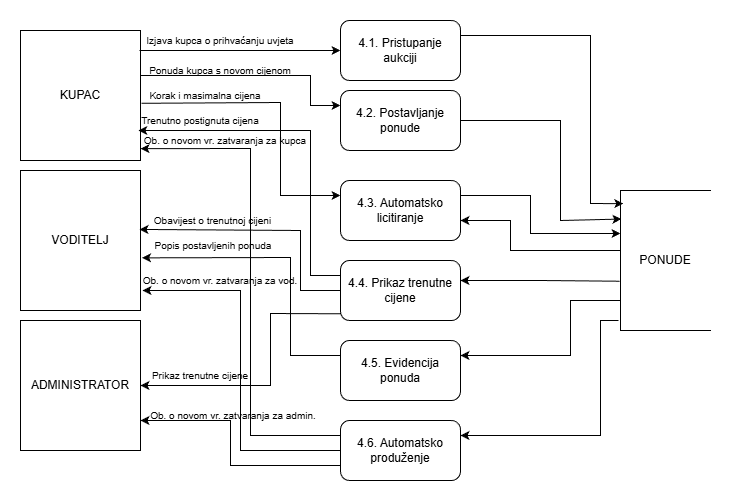 KUPAC
Izjava kupca o prihvaćanju uvjeta
Ponuda kupca s novom cijenom
Korak i masimalna cijena
Trenutno postignuta cijena
Ob. o novom vr. zatvaranja za kupca
VODITELJ
Obavijest o trenutnoj cijeni
Popis postavljenih ponuda
Ob. o novom vr. zatvaranja za vod.
ADMINISTRATOR
Prikaz trenutne cijene
Ob. o novom vr. zatvaranja za admin.
4.1. Pristupanje
aukciji
4.2. Postavljanje
ponude
4.3. Automatsko
licitiranje
4.4. Prikaz trenutne
cijene
4.5. Evidencija
ponuda
4.6. Automatsko
produženje
PONUDE